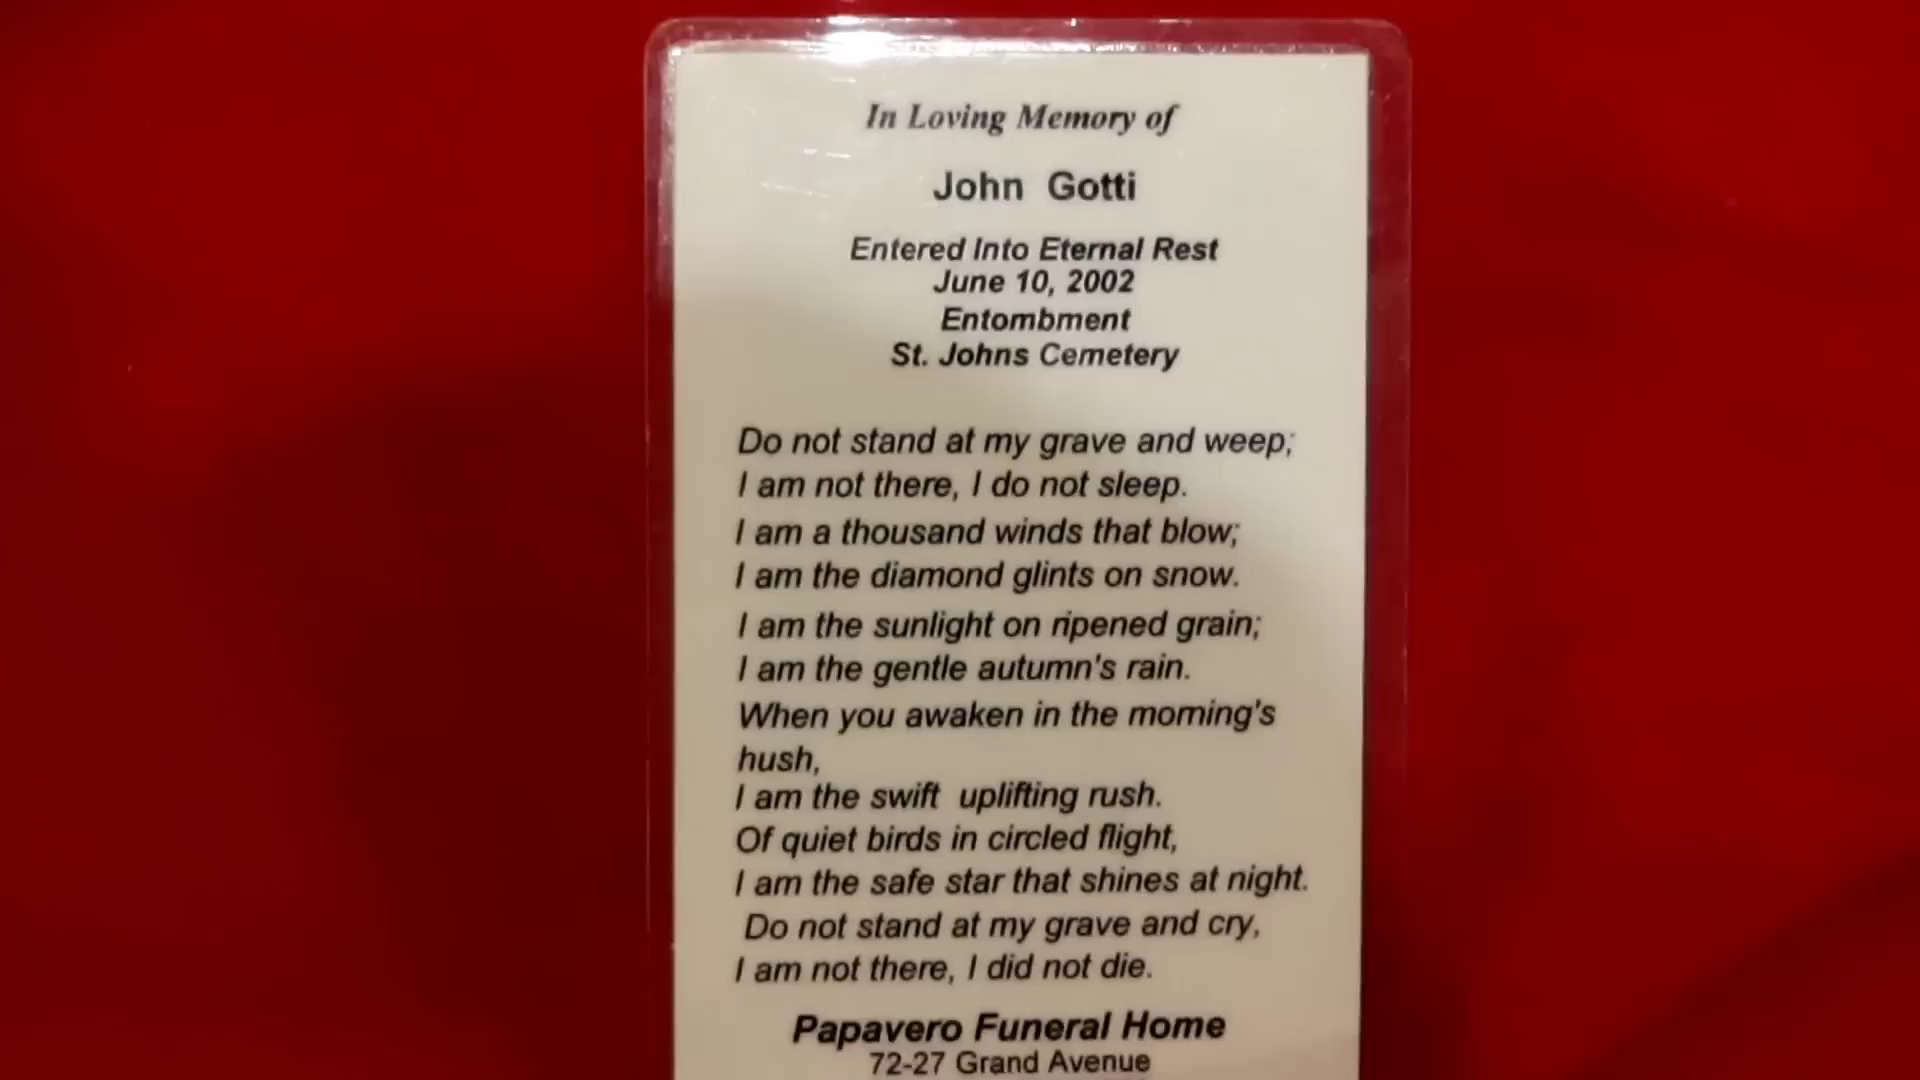 In Loving Memory of
John Gotti
Entered Into Eternal Rest
June 10, 2002
Entombment
St. Johns Cemetery
Do not stand at my grave and weep;
I am not there, I do not sleep.
I am a thousand winds that blow;
I am the diamond glints on snow.
I am the sunlight on ripened grain;
I am the gentle autumn's rain.
When you awaken in the morning's
hush,
I am the swift uplifting rush.
Of quiet birds in circled flight,
I am the safe star that shines at night.
Do not stand at my grave and cry,
I am not there, I did not die.
Papavero Funeral Home
72-27 Grand Avenue